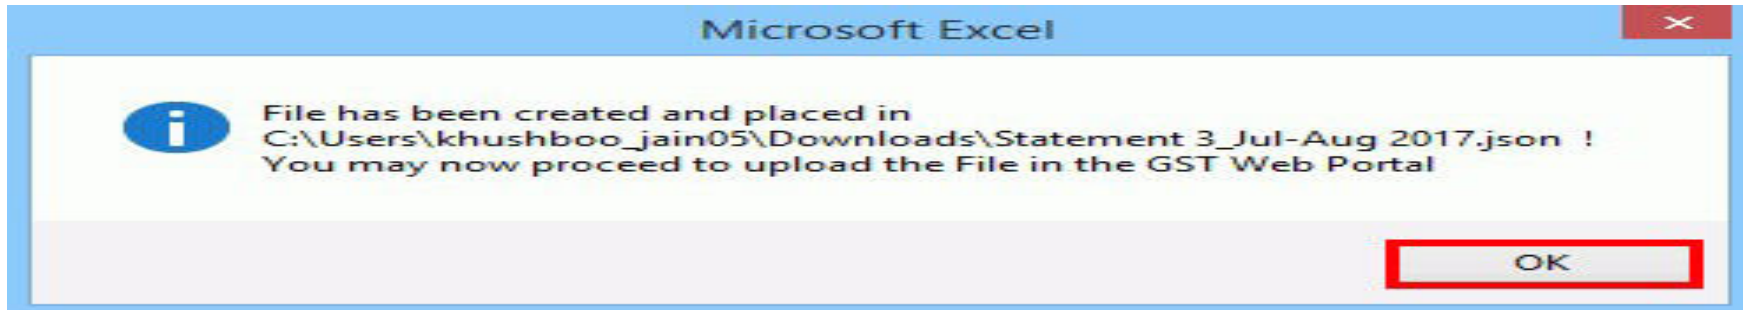 Microsoft Excel
File has been created and placed in
C:\Users\khushboo_jain05\Downloads\Statement 3_Jul-Aug 2017.json  !
You may now proceed to upload the File in the GST Web Portal
OK